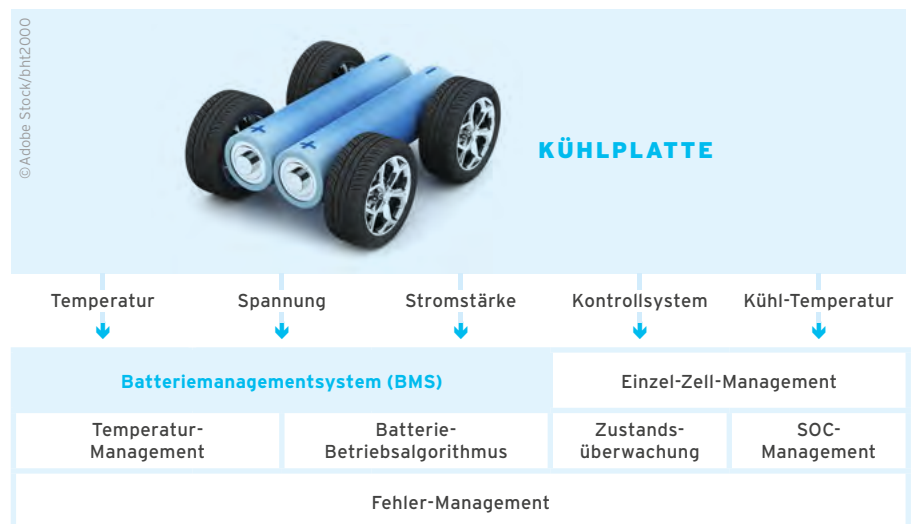 ©Adobe Stock/bht2000
KÜHLPLATTE
Temperatur
Spannung
Stromstärke
Kontrollsystem
Kühl-Temperatur
Batteriemanagementsystem (BMS)
Einzel-Zell-Management
Temperatur-
Management
Batterie-
Betriebsalgorithmus
Zustands-
überwachung
SOC-
Management
Fehler-Management